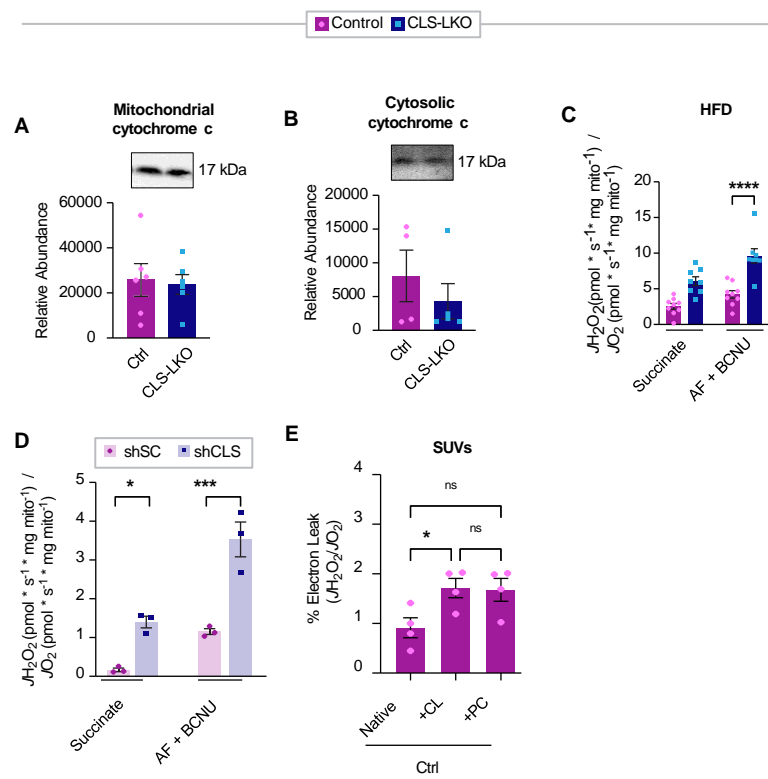 Control CLS-LKO
A
Mitochondrial
cytochrome c
17 kDa
Relative Abundance
60000
40000
20000
0
Ctrl
CLS-LKO
B
Cytosolic
cytochrome c
17 kDa
Relative Abundance
20000
15000
10000
5000
0
Ctrl
CLS-LKO
C
HFD
JH2O2(pmol * s-1* mg mito-1) /
JO2 (pmol * s-1* mg mito-1)
20
15
10
5
0
****
Succinate
AF + BCNU
D
shSC shCLS
JH2O2(pmol * s-1* mg mito-1) /
JO2 (pmol * s-1* mg mito-1)
5
4
3
2
1
0
*
***
Succinate
AF + BCNU
E
SUVs
% Electron Leak
(JH2O2/JO2)
4
3
2
1
0
ns
*
ns
Native
+CL
+PC
Ctrl